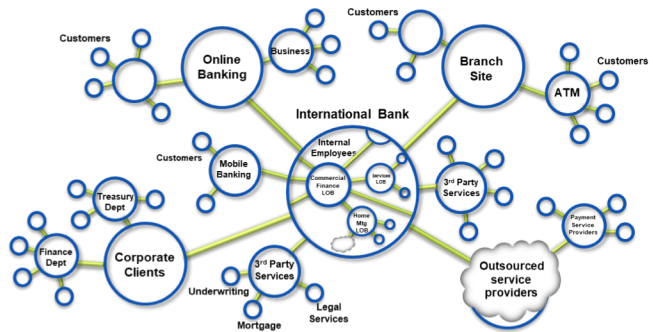 Customers
Online
Banking
Business
Customers
Branch
Site
Customers
ATM
International Bank
Internal
Employees
Customers
Mobile
Banking
Commercial
Finance
LOB
Services
LOB
3rd Party
Services
Home
Mtg
LOB
Treasury
Dept
Finance
Dept
Corporate
Clients
3rd Party
Services
Underwriting
Mortgage
Legal
Services
Payment
Service
Providers
Outsourced
service
providers